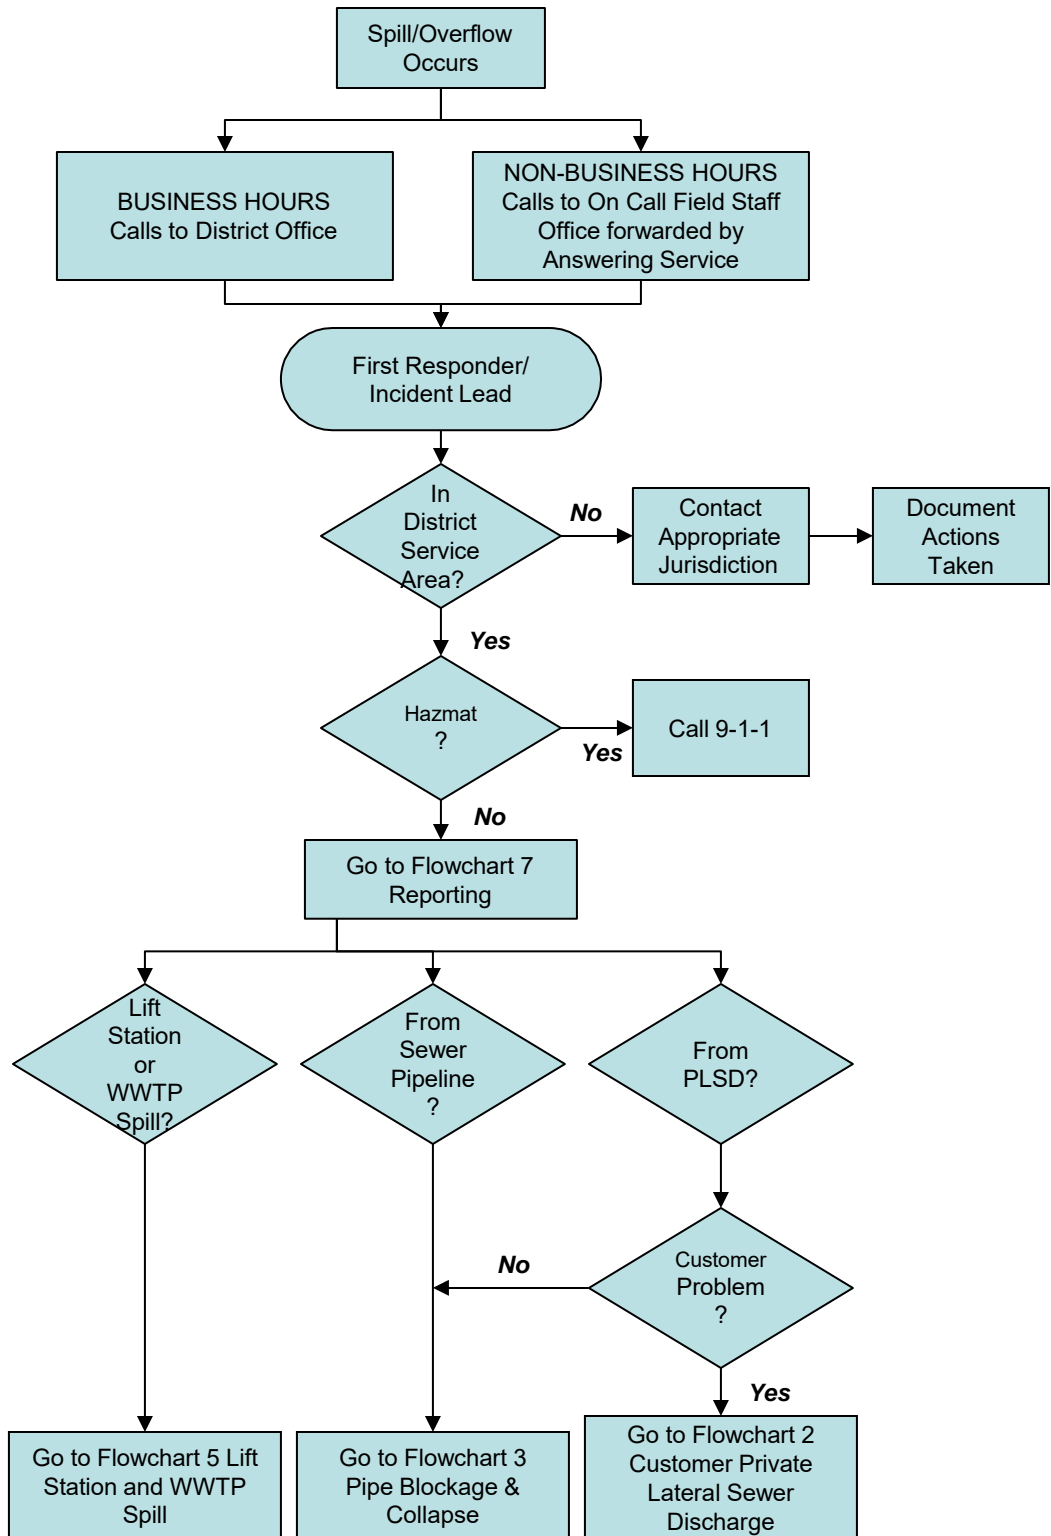 Spill/Overflow
Occurs
BUSINESS HOURS
Calls to District Office
NON-BUSINESS HOURS
Calls to On Call Field Staff
Office forwarded by
Answering Service
First Responder/
Incident Lead
In
District
Service
Area?
No
Contact
Appropriate
Jurisdiction
Document
Actions
Taken
Yes
Hazmat
?
Yes
Call 9-1-1
No
Go to Flowchart 7
Reporting
Lift
Station
or
WWTP
Spill?
From
Sewer
Pipeline
?
From
PLSD?
Customer
Problem
?
No
Yes
Go to Flowchart 5 Lift
Station and WWTP
Spill
Go to Flowchart 3
Pipe Blockage &
Collapse
Go to Flowchart 2
Customer Private
Lateral Sewer
Discharge